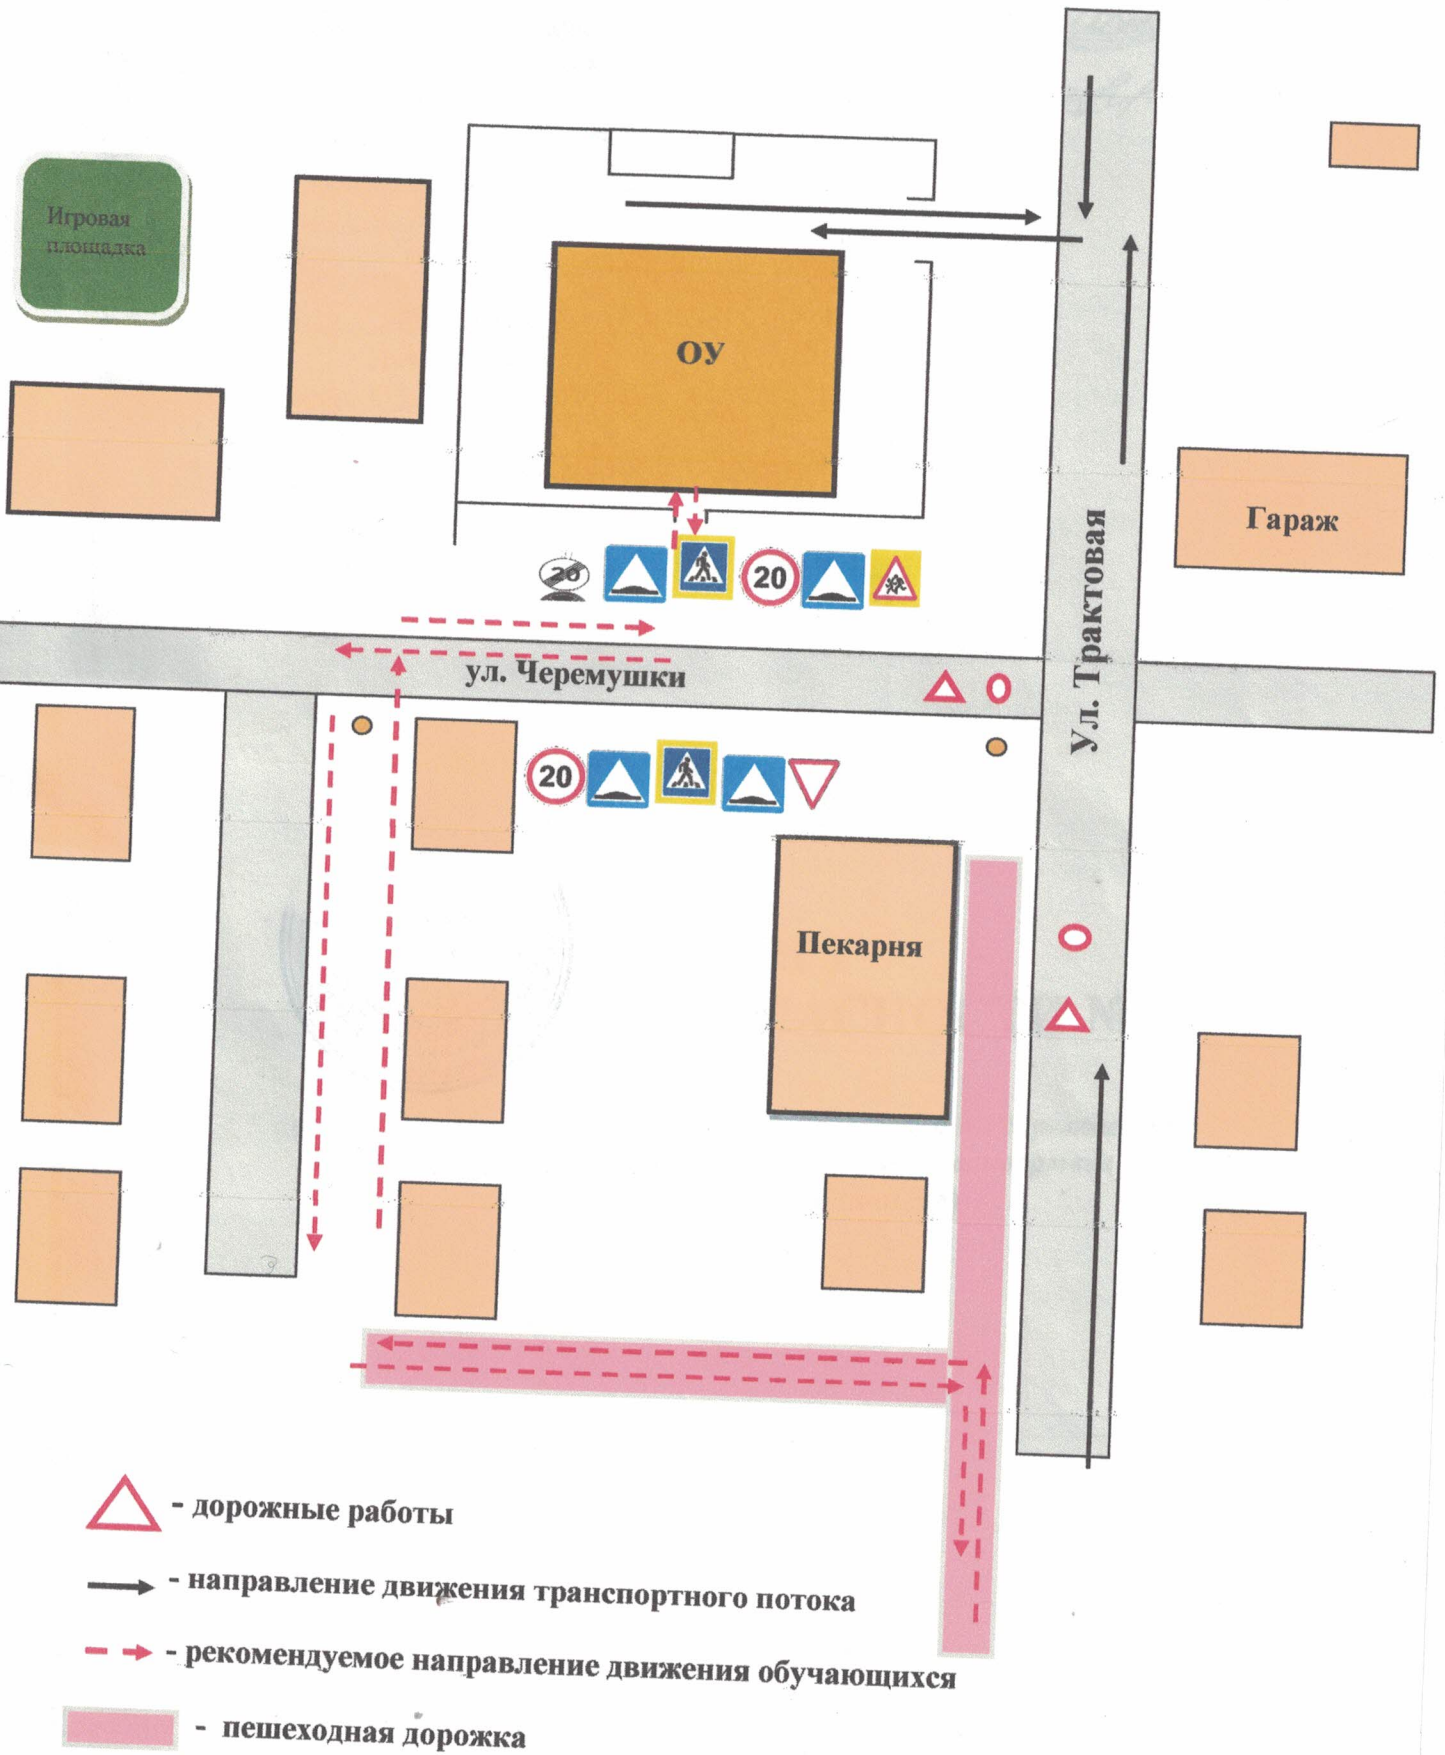 Игровая
площадка
ОУ
Гараж
Ул. Трактовая
20
20
ул. Черемушки
20
Пекарня
- дорожные работы
- направление движения транспортного потока
- рекомендуемое направление движения обучающихся
- пешеходная дорожка